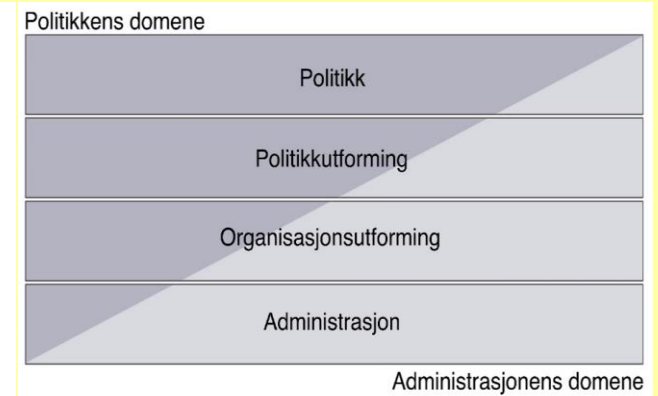 Politikkens domene
Politikk
Politikkutforming
Organisasjonsutforming
Administrasjon
Administrasjonens domene